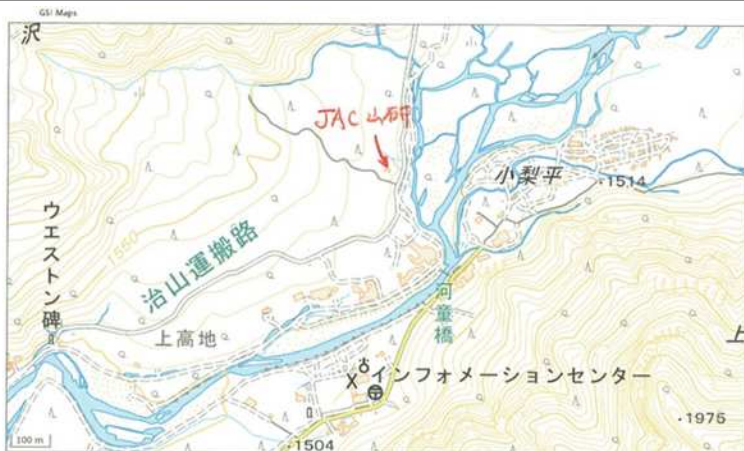 GSI Maps
沢
JAC 山研
小梨平
・1514
ウエストン碑
1550
治山運搬路
上高地
河童橋
上
インフォメーションセンター
・1975
100 m
・1504